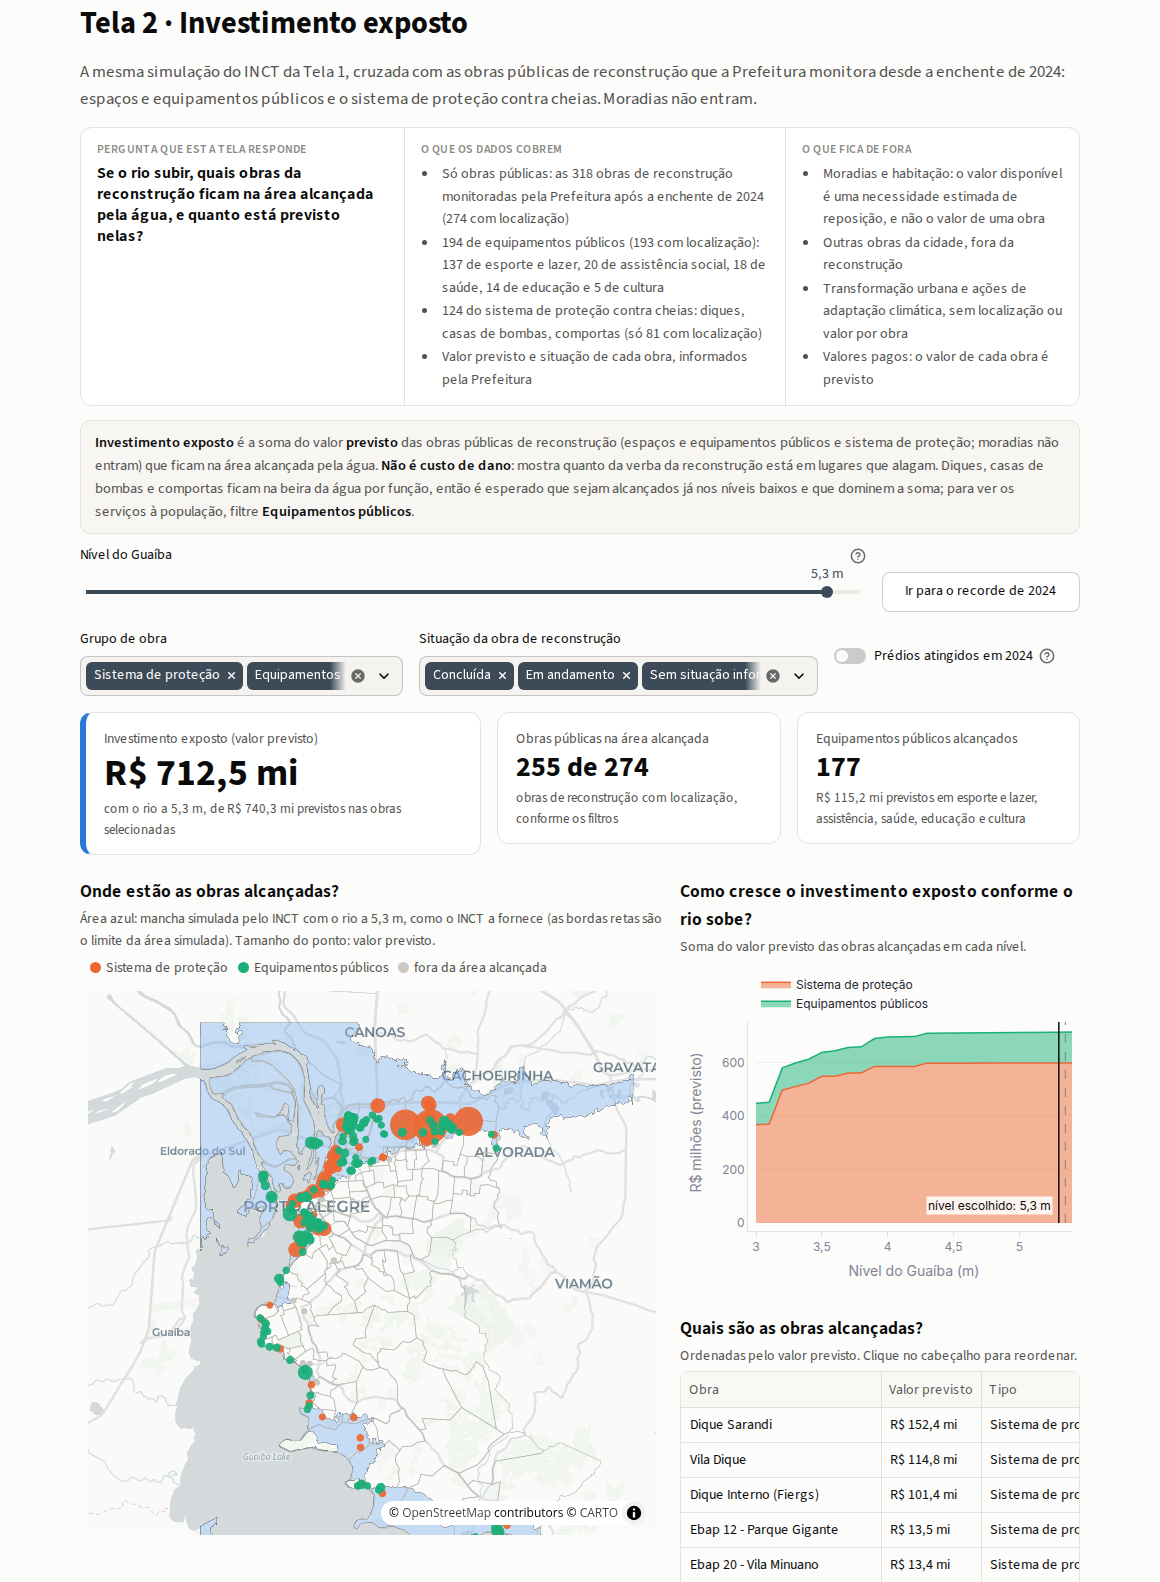 Tela 2 · Investimento exposto
A mesma simulação do INCT da Tela 1, cruzada com as obras públicas de reconstrução que a Prefeitura monitora desde a enchente de 2024:
espaços e equipamentos públicos e o sistema de proteção contra cheias. Moradias não entram.
PERGUNTA QUE ESTA TELA RESPONDE
Se o rio subir, quais obras da
reconstrução ficam na área alcançada
pela água, e quanto está previsto
nelas?
O QUE OS DADOS COBREM
Só obras públicas: as 318 obras de reconstrução
monitoradas pela Prefeitura após a enchente de 2024
(274 com localização)
194 de equipamentos públicos (193 com localização):
137 de esporte e lazer, 20 de assistência social, 18 de
saúde, 14 de educação e 5 de cultura
124 do sistema de proteção contra cheias: diques,
casas de bombas, comportas (só 81 com localização)
Valor previsto e situação de cada obra, informados
pela Prefeitura
O QUE FICA DE FORA
Moradias e habitação: o valor disponível
é uma necessidade estimada de
reposição, e não o valor de uma obra
Outras obras da cidade, fora da
reconstrução
Transformação urbana e ações de
adaptação climática, sem localização ou
valor por obra
Valores pagos: o valor de cada obra é
previsto
Investimento exposto é a soma do valor previsto das obras públicas de reconstrução (espaços e equipamentos públicos e sistema de proteção; moradias não
entram) que ficam na área alcançada pela água. Não é custo de dano: mostra quanto da verba da reconstrução está em lugares que alagam. Diques, casas de
bombas e comportas ficam na beira da água por função, então é esperado que sejam alcançados já nos níveis baixos e que dominem a soma; para ver os
serviços à população, filtre Equipamentos públicos.
Nível do Guaíba
5,3 m
Ir para o recorde de 2024
Grupo de obra
Sistema de proteção
Equipamentos
Situação da obra de reconstrução
Concluída
Em andamento
Sem situação infor
Prédios atingidos em 2024
Investimento exposto (valor previsto)
R$ 712,5 mi
com o rio a 5,3 m, de R$ 740,3 mi previstos nas obras
selecionadas
Obras públicas na área alcançada
255 de 274
obras de reconstrução com localização,
conforme os filtros
Equipamentos públicos alcançados
177
R$ 115,2 mi previstos em esporte e lazer,
assistência, saúde, educação e cultura
Onde estão as obras alcançadas?
Área azul: mancha simulada pelo INCT com o rio a 5,3 m, como o INCT a fornece (as bordas retas são
o limite da área simulada). Tamanho do ponto: valor previsto.
Sistema de proteção
Equipamentos públicos
fora da área alcançada
CANOAS
CACHOEIRINHA
GRAVATA
Eldorado do Sul
ALVORADA
PORTO ALEGRE
VIAMÃO
Guaíba
Guaíba Lake
© OpenStreetMap contributors © CARTO
Como cresce o investimento exposto conforme o
rio sobe?
Soma do valor previsto das obras alcançadas em cada nível.
Sistema de proteção
Equipamentos públicos
R$ milhões (previsto)
600
400
200
0
nível escolhido: 5,3 m
3
3,5
4
4,5
5
Nível do Guaíba (m)
Quais são as obras alcançadas?
Ordenadas pelo valor previsto. Clique no cabeçalho para reordenar.
Obra
Valor previsto
Tipo
Dique Sarandi
R$ 152,4 mi
Sistema de pro
Vila Dique
R$ 114,8 mi
Sistema de pro
Dique Interno (Fiergs)
R$ 101,4 mi
Sistema de pro
Ebap 12 - Parque Gigante
R$ 13,5 mi
Sistema de pro
Ebap 20 - Vila Minuano
R$ 13,4 mi
Sistema de pro